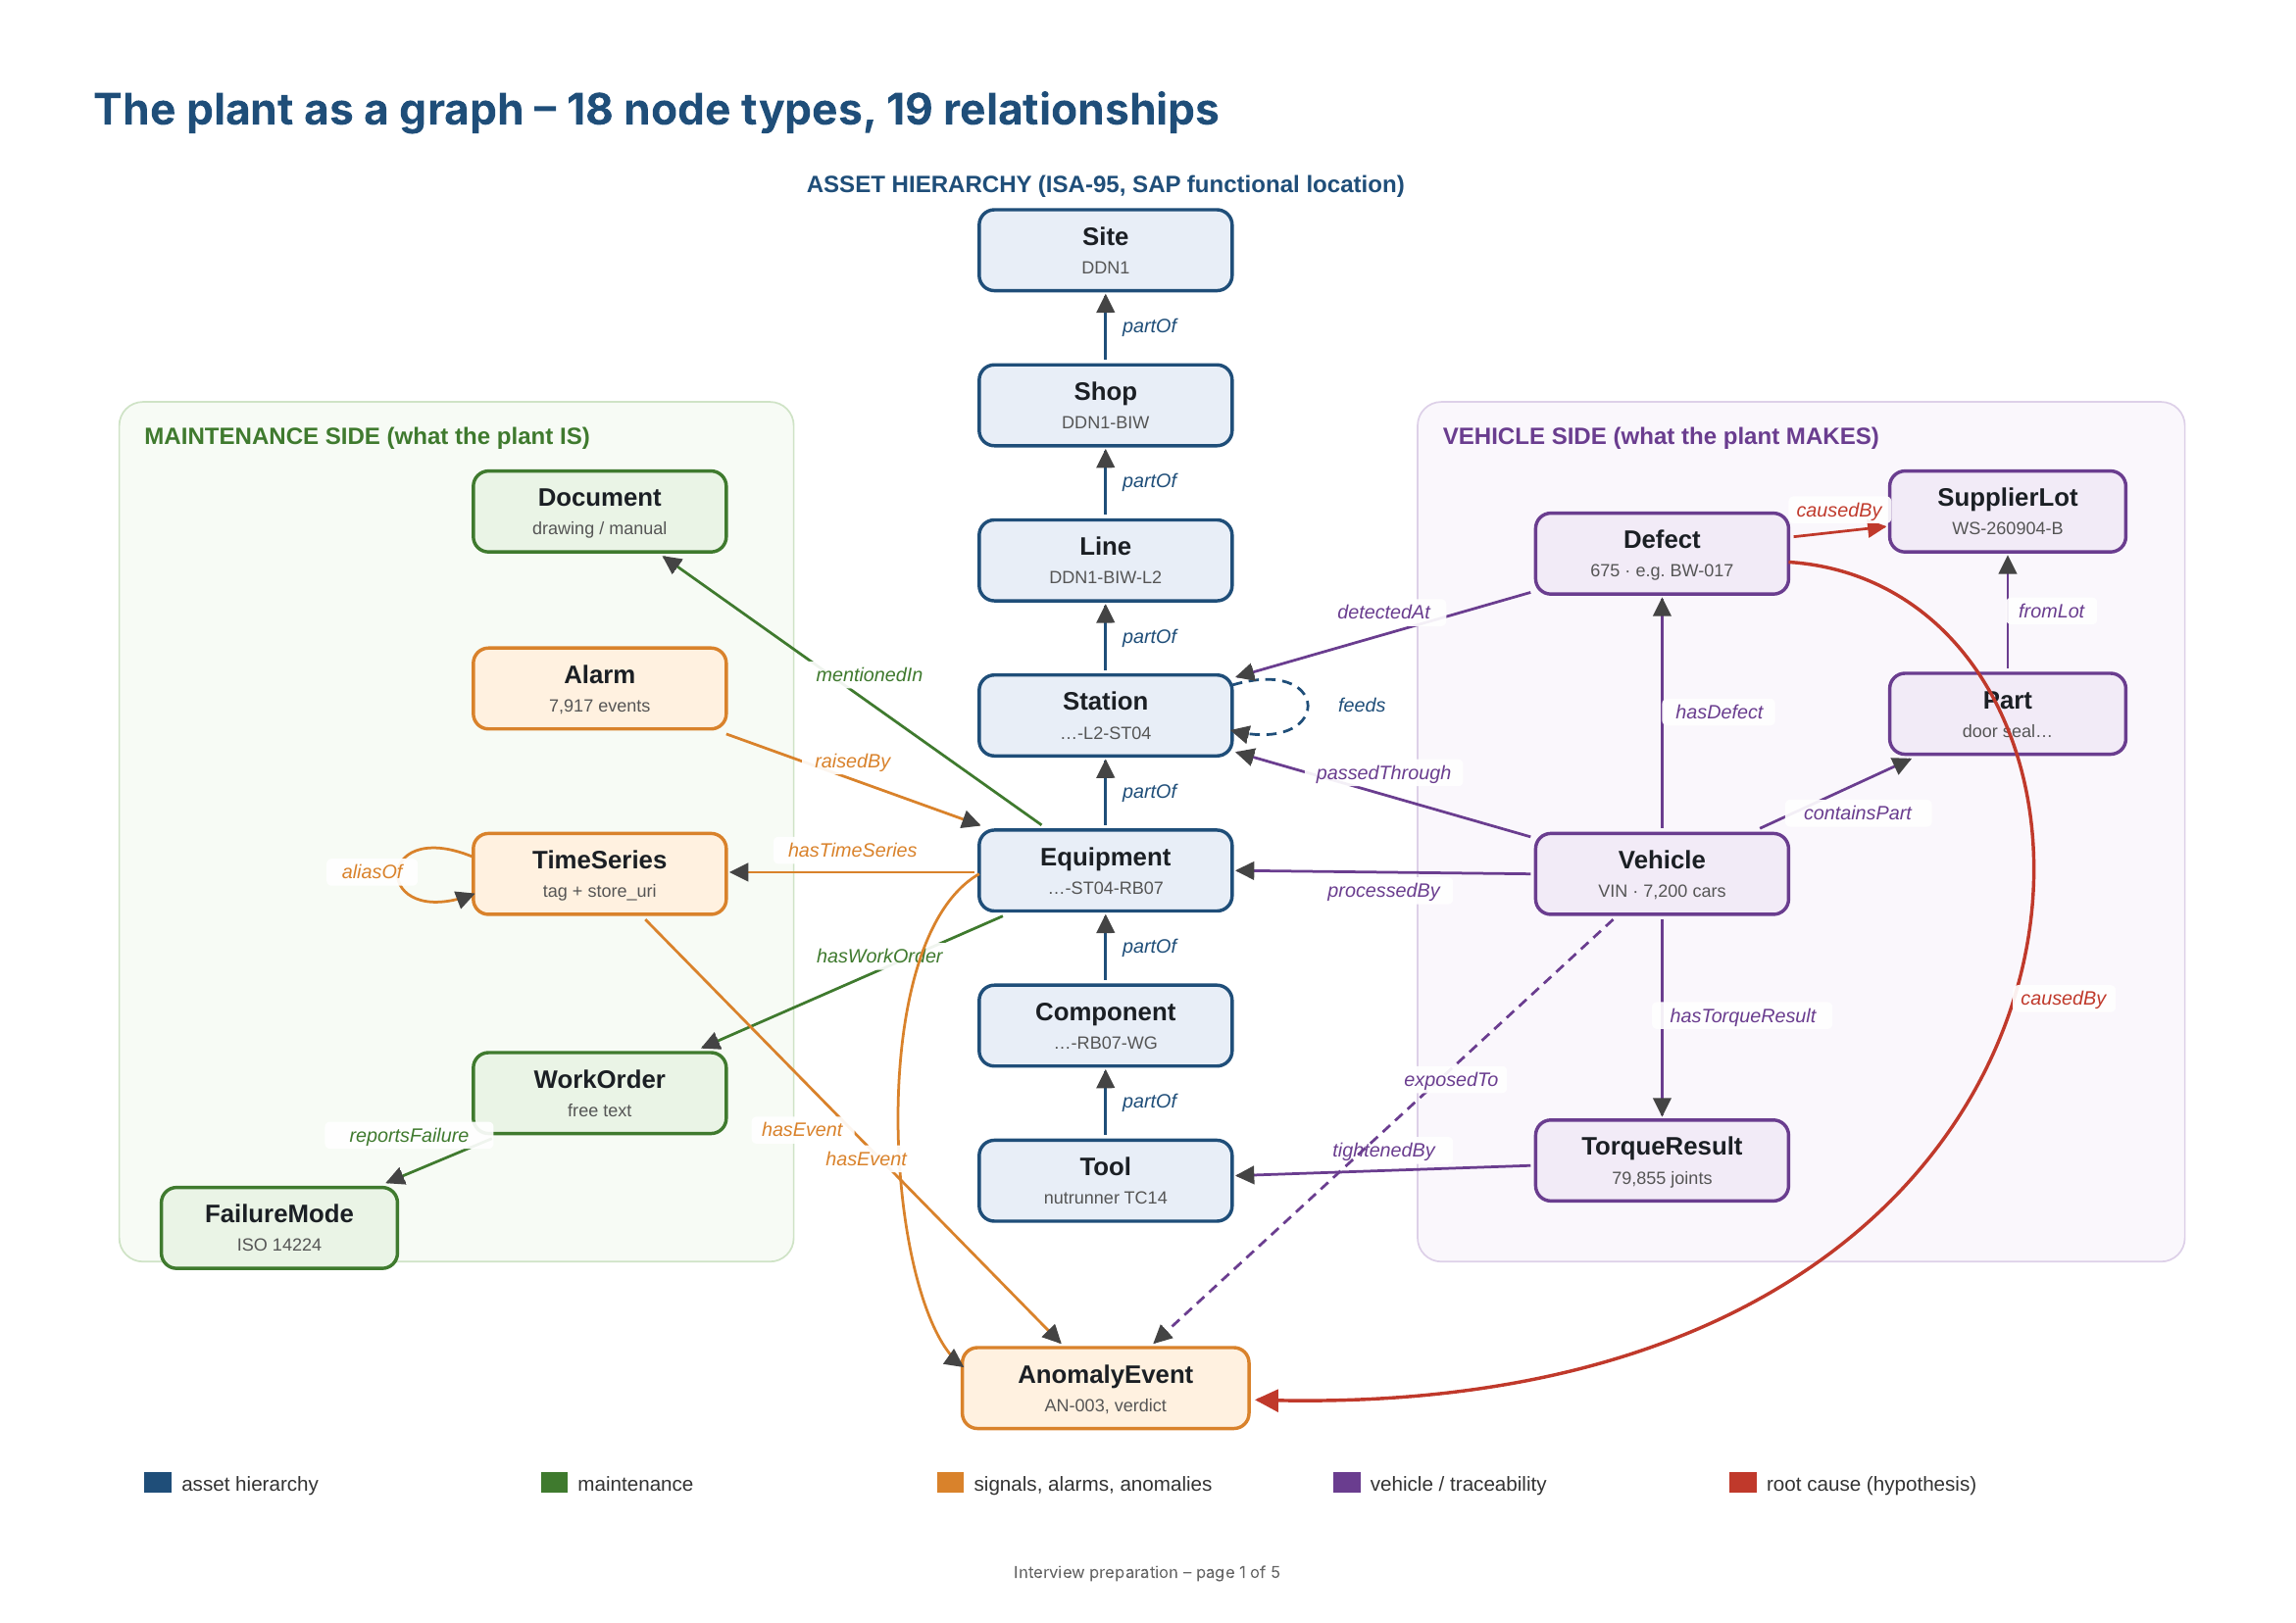 The plant as a graph – 18 node types, 19 relationships
ASSET HIERARCHY (ISA-95, SAP functional location)
Site
DDN1
partOf
Shop
DDN1-BIW
partOf
Line
DDN1-BIW-L2
partOf
Station
…-L2-ST04
feeds
partOf
Equipment
…-ST04-RB07
partOf
Component
…-RB07-WG
partOf
Tool
nutrunner TC14
MAINTENANCE SIDE (what the plant IS)
Document
drawing / manual
mentionedIn
Alarm
7,917 events
raisedBy
TimeSeries
tag + store_uri
aliasOf
hasTimeSeries
hasWorkOrder
WorkOrder
free text
reportsFailure
FailureMode
ISO 14224
hasEvent
hasEvent
VEHICLE SIDE (what the plant MAKES)
Defect
675 · e.g. BW-017
causedBy
SupplierLot
WS-260904-B
detectedAt
fromLot
hasDefect
Part
door seal…
passedThrough
containsPart
Vehicle
VIN · 7,200 cars
processedBy
hasTorqueResult
causedBy
exposedTo
tightenedBy
TorqueResult
79,855 joints
AnomalyEvent
AN-003, verdict
asset hierarchy
maintenance
signals, alarms, anomalies
vehicle / traceability
root cause (hypothesis)
Interview preparation – page 1 of 5